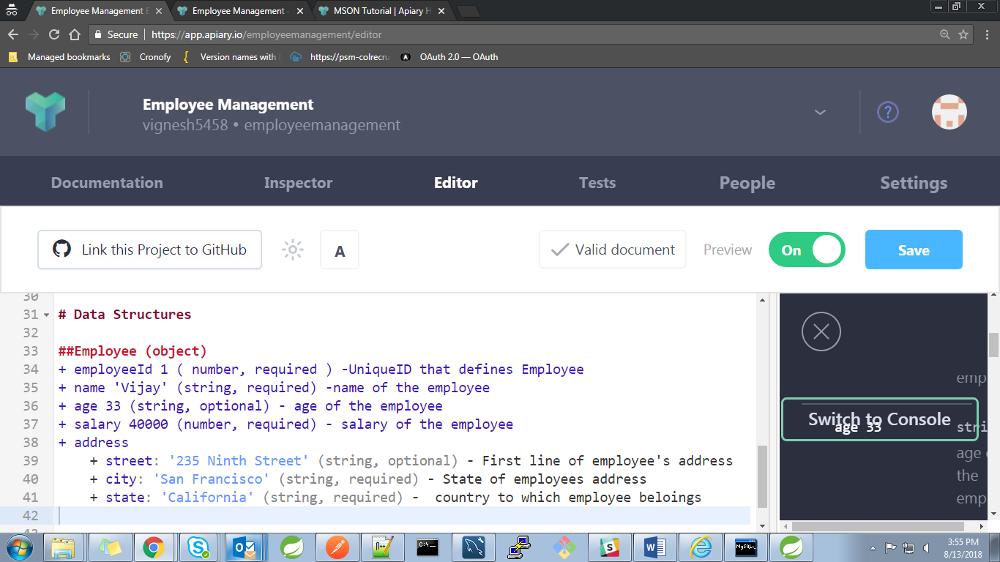 Employee Management E
Employee Management -
MSON Tutorial | Apiary H
Secure
https://app.apiary.io/employeemanagement/editor
Managed bookmarks
Cronofy
Version names with
https://psm-colrecru
OAuth 2.0 — OAuth
Employee Management
vignesh5458 • employeemanagement
?
Documentation
Inspector
Editor
Tests
People
Settings
Link this Project to GitHub
A
Valid document
Preview
On
Save
30
31 # Data Structures
32
33 ##Employee (object)
34 + employeeId 1 ( number, required ) -UniqueID that defines Employee
35 + name 'Vijay' (string, required) -name of the employee
36 + age 33 (string, optional) - age of the employee
37 + salary 40000 (number, required) - salary of the employee
38 + address
39 + street: '235 Ninth Street' (string, optional) - First line of employee's address
40 + city: 'San Francisco' (string, required) - State of employees address
41 + state: 'California' (string, required) -  country to which employee beloings
42
43
emp
Switch to Console
age 33
stri
age
the
emp
3:55 PM
8/13/2018